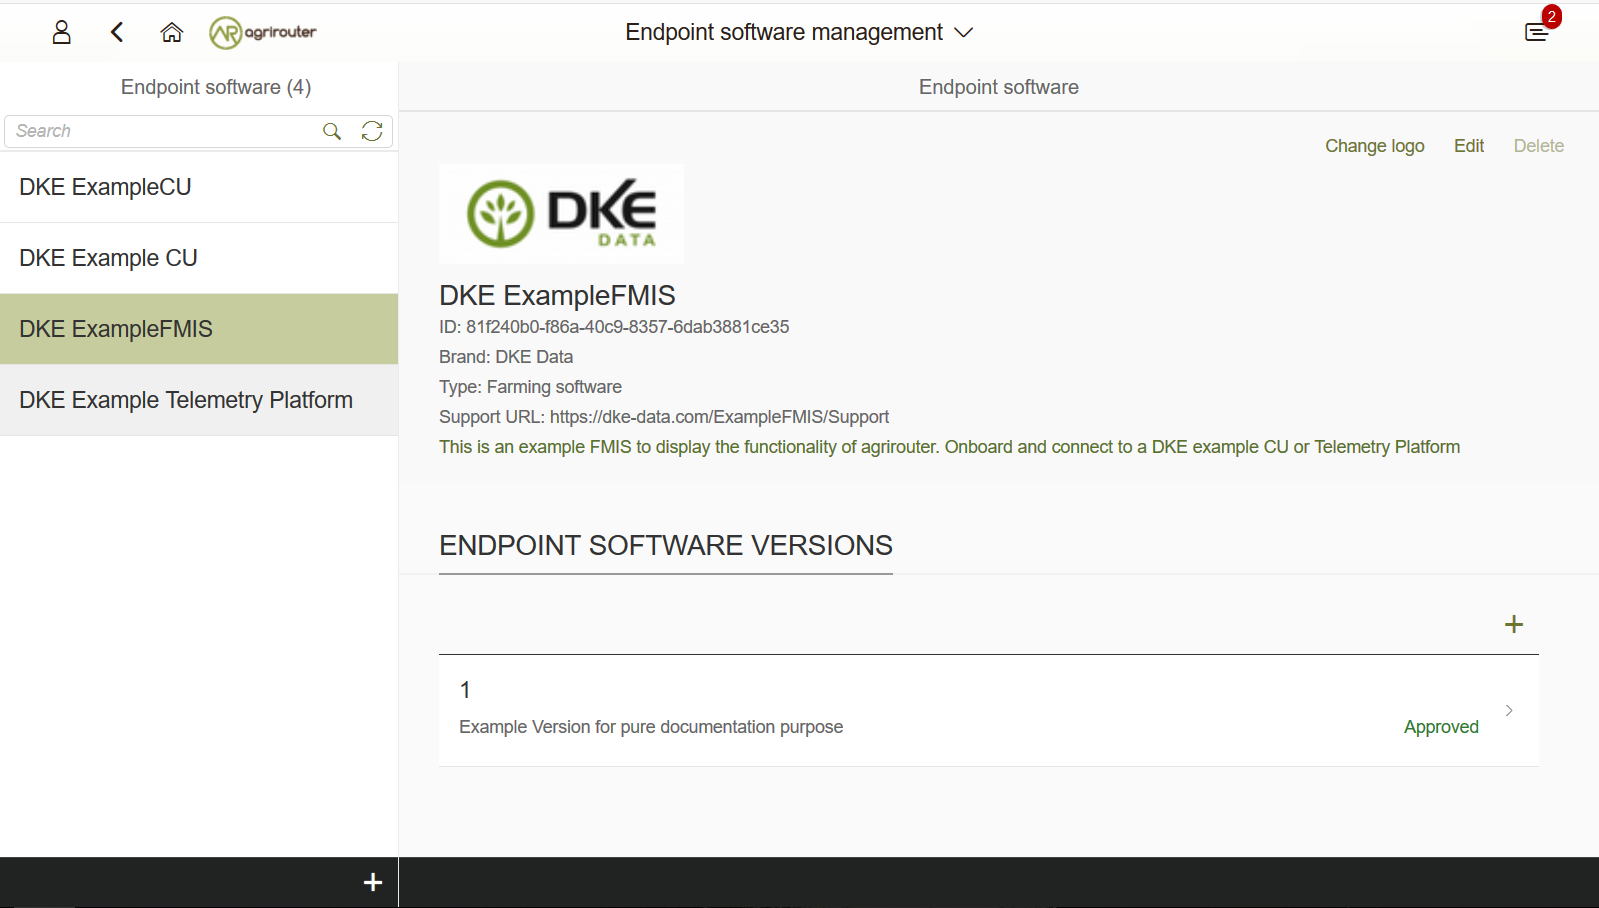 AR agrirouter
Endpoint software management
2
Endpoint software (4)
Endpoint software
Search
Change logo Edit Delete
DKE ExampleCU
DKE Example CU
DKE ExampleFMIS
DKE Example Telemetry Platform
DKE
DATA
DKE ExampleFMIS
ID: 81f240b0-f86a-40c9-8357-6dab3881ce35
Brand: DKE Data
Type: Farming software
Support URL: https://dke-data.com/ExampleFMIS/Support
This is an example FMIS to display the functionality of agrirouter. Onboard and connect to a DKE example CU or Telemetry Platform
ENDPOINT SOFTWARE VERSIONS
1
Example Version for pure documentation purpose
Approved